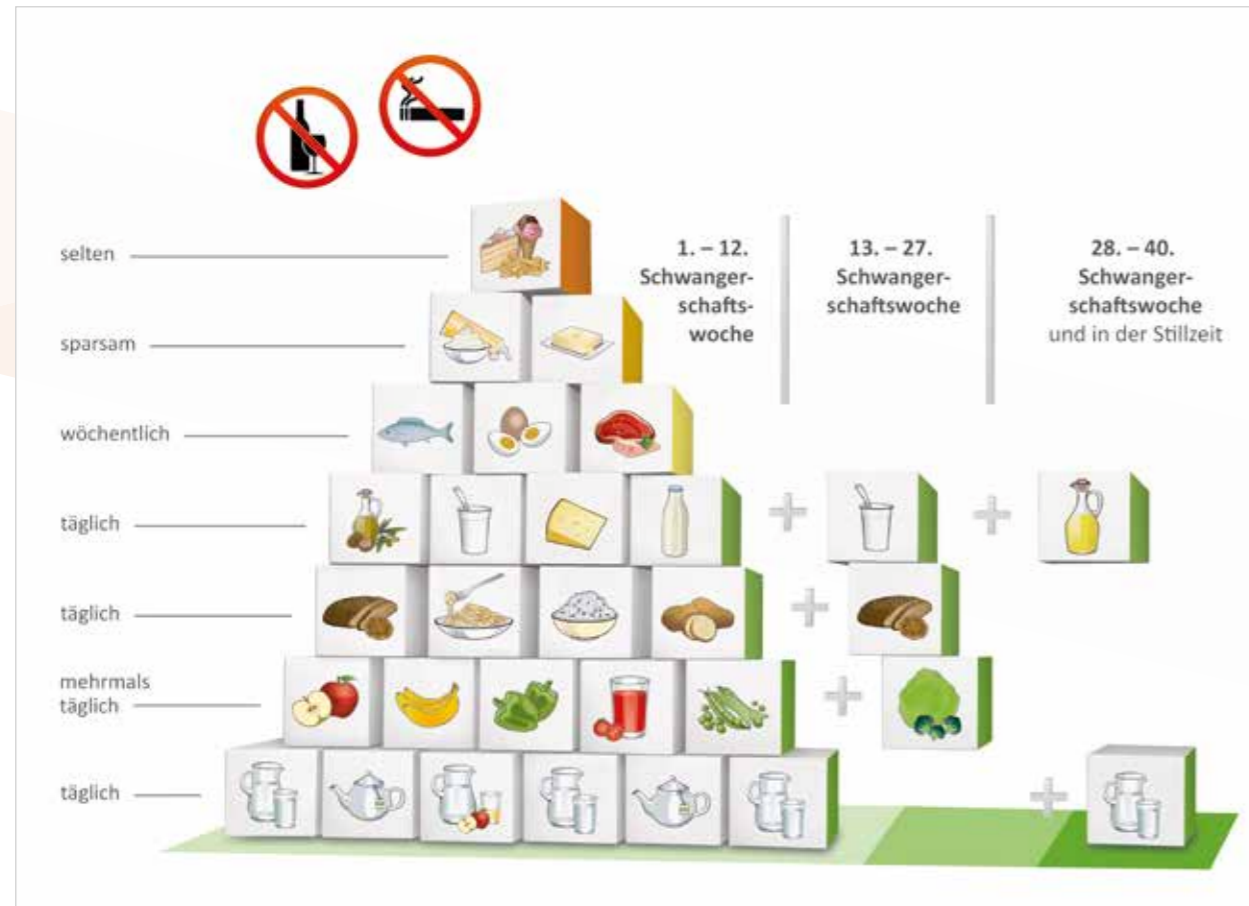 selten
sparsam
wöchentlich
täglich
täglich
mehrmals
täglich
täglich
1. – 12.
Schwanger-
schafts-
woche
13. – 27.
Schwanger-
schaftswoche
28. – 40.
Schwanger-
schaftswoche
und in der Stillzeit